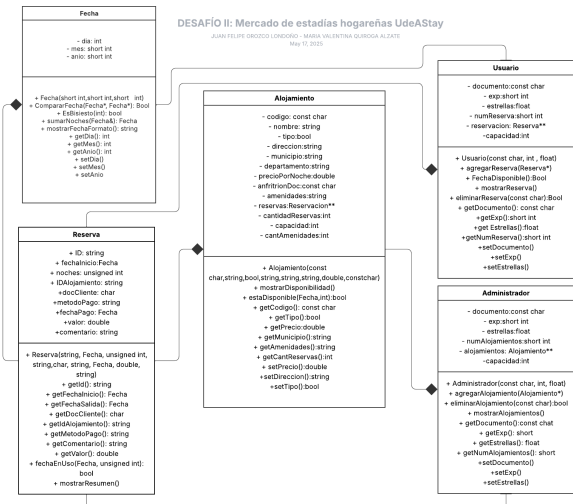 DESAFÍO II: Mercado de estadías hogareñas UdeAStay
JUAN FELIPE OROZCO LONDOÑO - MARIA VALENTINA QUIROGA ALZATE
May 17, 2025
Fecha
- dia: int
- mes: short int
- anio: short int
+ Fecha(short int,short int,short int)
+ CompararFecha(Fecha*, Fecha*): Bool
+ EsBisiesto(int): bool
+ sumarNoches(Fecha&): Fecha
+ mostrarFechaFormato(): string
+ getDia(): int
+ getMes(): int
+ getAnio(): int
+ setDia()
+ setMes()
+ setAnio
Reserva
+ ID: string
+ fechaInicio:Fecha
+ noches: unsigned int
+ IDAlojamiento: string
+docCliente: char
+metodoPago: string
+fechaPago: Fecha
+valor: double
+comentario: string
+ Reserva(string, Fecha, unsigned int,
string,char, string, Fecha, double,
string)
+ getId(): string
+ getFechaInicio(): Fecha
+ getFechaSalida(): Fecha
+ getDocCliente(): char
+ getIdAlojamiento(): string
+ getMetodoPago(): string
+ getComentario(): string
+ getValor(): double
+ fechaEnUso(Fecha, unsigned int):
bool
+ mostrarResumen()
Alojamiento
- codigo: const char
- nombre: string
- tipo:bool
- direccion:string
- municipio:string
- departamento:string
- precioPorNoche:double
- anfritrionDoc:const char
- amenidades:string
- reservas:Reservacion**
- cantidadReservas:int
- capacidad:int
- cantAmenidades:int
+ Alojamiento(const
char,string,bool,string,string,string,double,constchar)
+ mostrarDisponibilidad()
+ estaDisponible(Fecha,int):bool
+ getCodigo(): const char
+ getTipo():bool
+ getPrecio:double
+ getMunicipio():string
+ getAmenidades():string
+ getCantReservas():int
+ setPrecio():double
+setDireccion():string
+setTipo():bool
Usuario
- documento:const char
- exp:short int
- estrellas:float
- numReserva:short int
- reservacion: Reserva**
-capacidad:int
+ Usuario(const char, int , float)
+ agregarReserva(Reserva*)
+ FechaDisponible():Bool
+ mostrarReserva()
+ eliminarReserva(const char):Bool
+ getDocumento(): const char
+getExp():short int
+get Estrellas():float
+getNumReserva():short int
+setDocumento()
+setExp()
+setEstrellas()
Administrador
- documento:const char
- exp:short int
- estrellas:float
- numAlojamientos:short int
- alojamientos: Alojamiento**
-capacidad:int
+ Administrador(const char, int, float)
+ agregarAlojamiento(Alojamiento*)
+ eliminarAlojamiento(const char):bool
+ mostrarAlojamientos()
+ getDocumento():const chat
+ getExp(): short
+ getEstrellas(): float
+ getNumAlojamientos(): short
+setDocumento()
+setExp()
+setEstrellas()